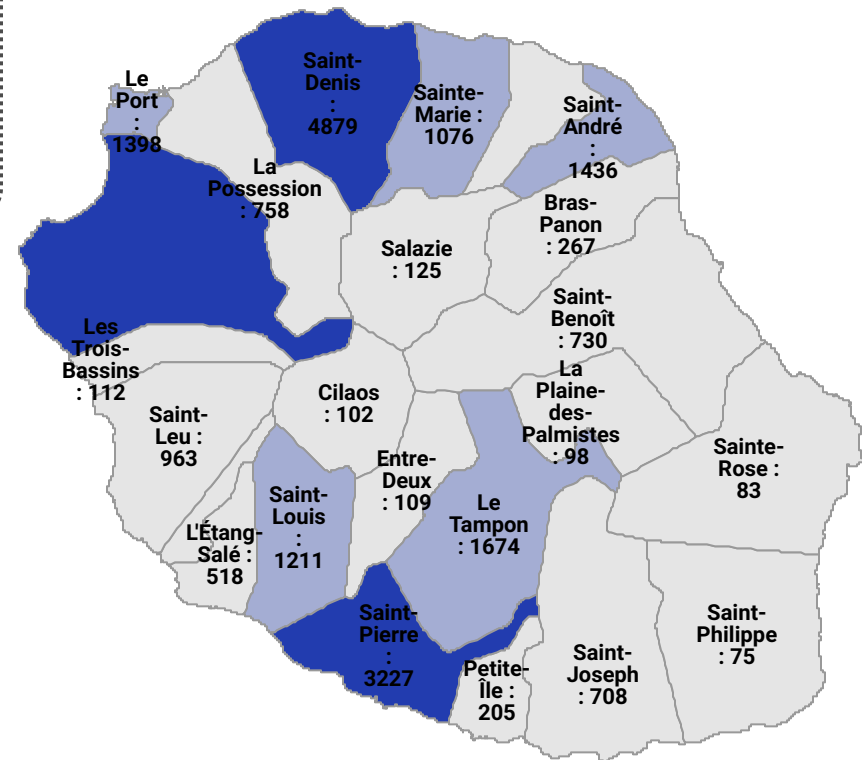 Saint-
Denis
:
4879
Le
Port
:
1398
Sainte-
Marie :
1076
Saint-
André
:
1436
La
Possession
: 758
Bras-
Panon
: 267
Salazie
: 125
Saint-
Benoît
: 730
Les
Trois-
Bassins
: 112
La
Plaine-
des-
Palmistes
: 98
Cilaos
: 102
Saint-
Leu :
963
Sainte-
Rose :
83
Entre-
Deux
: 109
Saint-
Louis
:
1211
Le
Tampon
: 1674
L'Étang-
Salé :
518
Saint-
Pierre
:
3227
Saint-
Philippe
: 75
Saint-
Joseph
: 708
Petite-
Île :
205